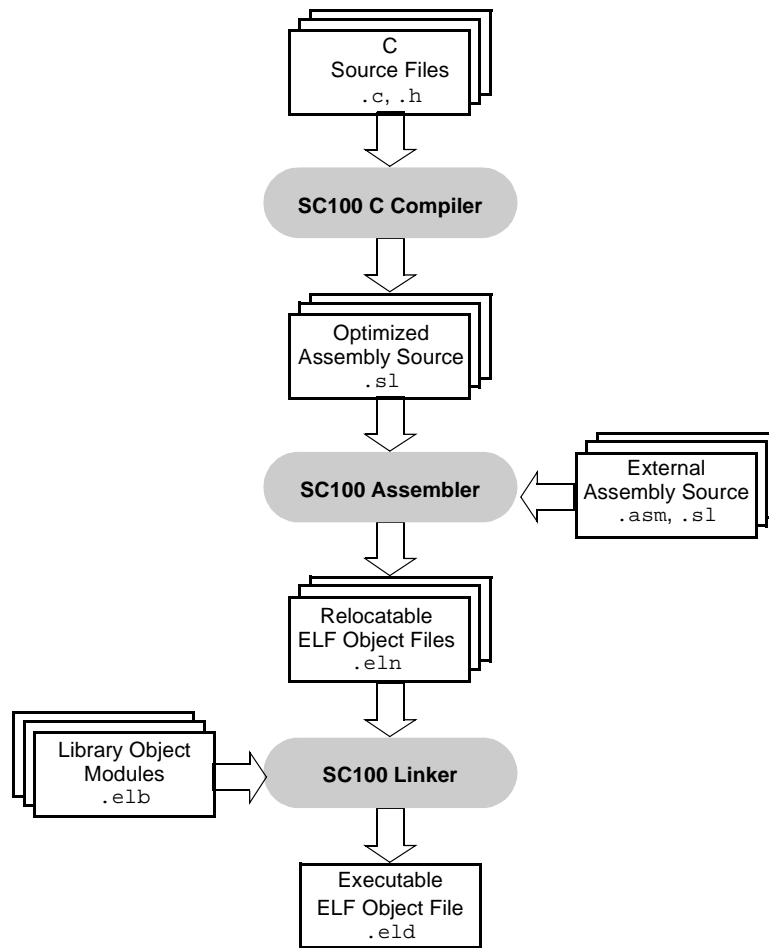 C
Source Files
.c, .h
SC100 C Compiler
Optimized
Assembly Source
.sl
SC100 Assembler
External
Assembly Source
.asm, .sl
Relocatable
ELF Object Files
.eln
Library Object
Modules
.elb
SC100 Linker
Executable
ELF Object File
.eld